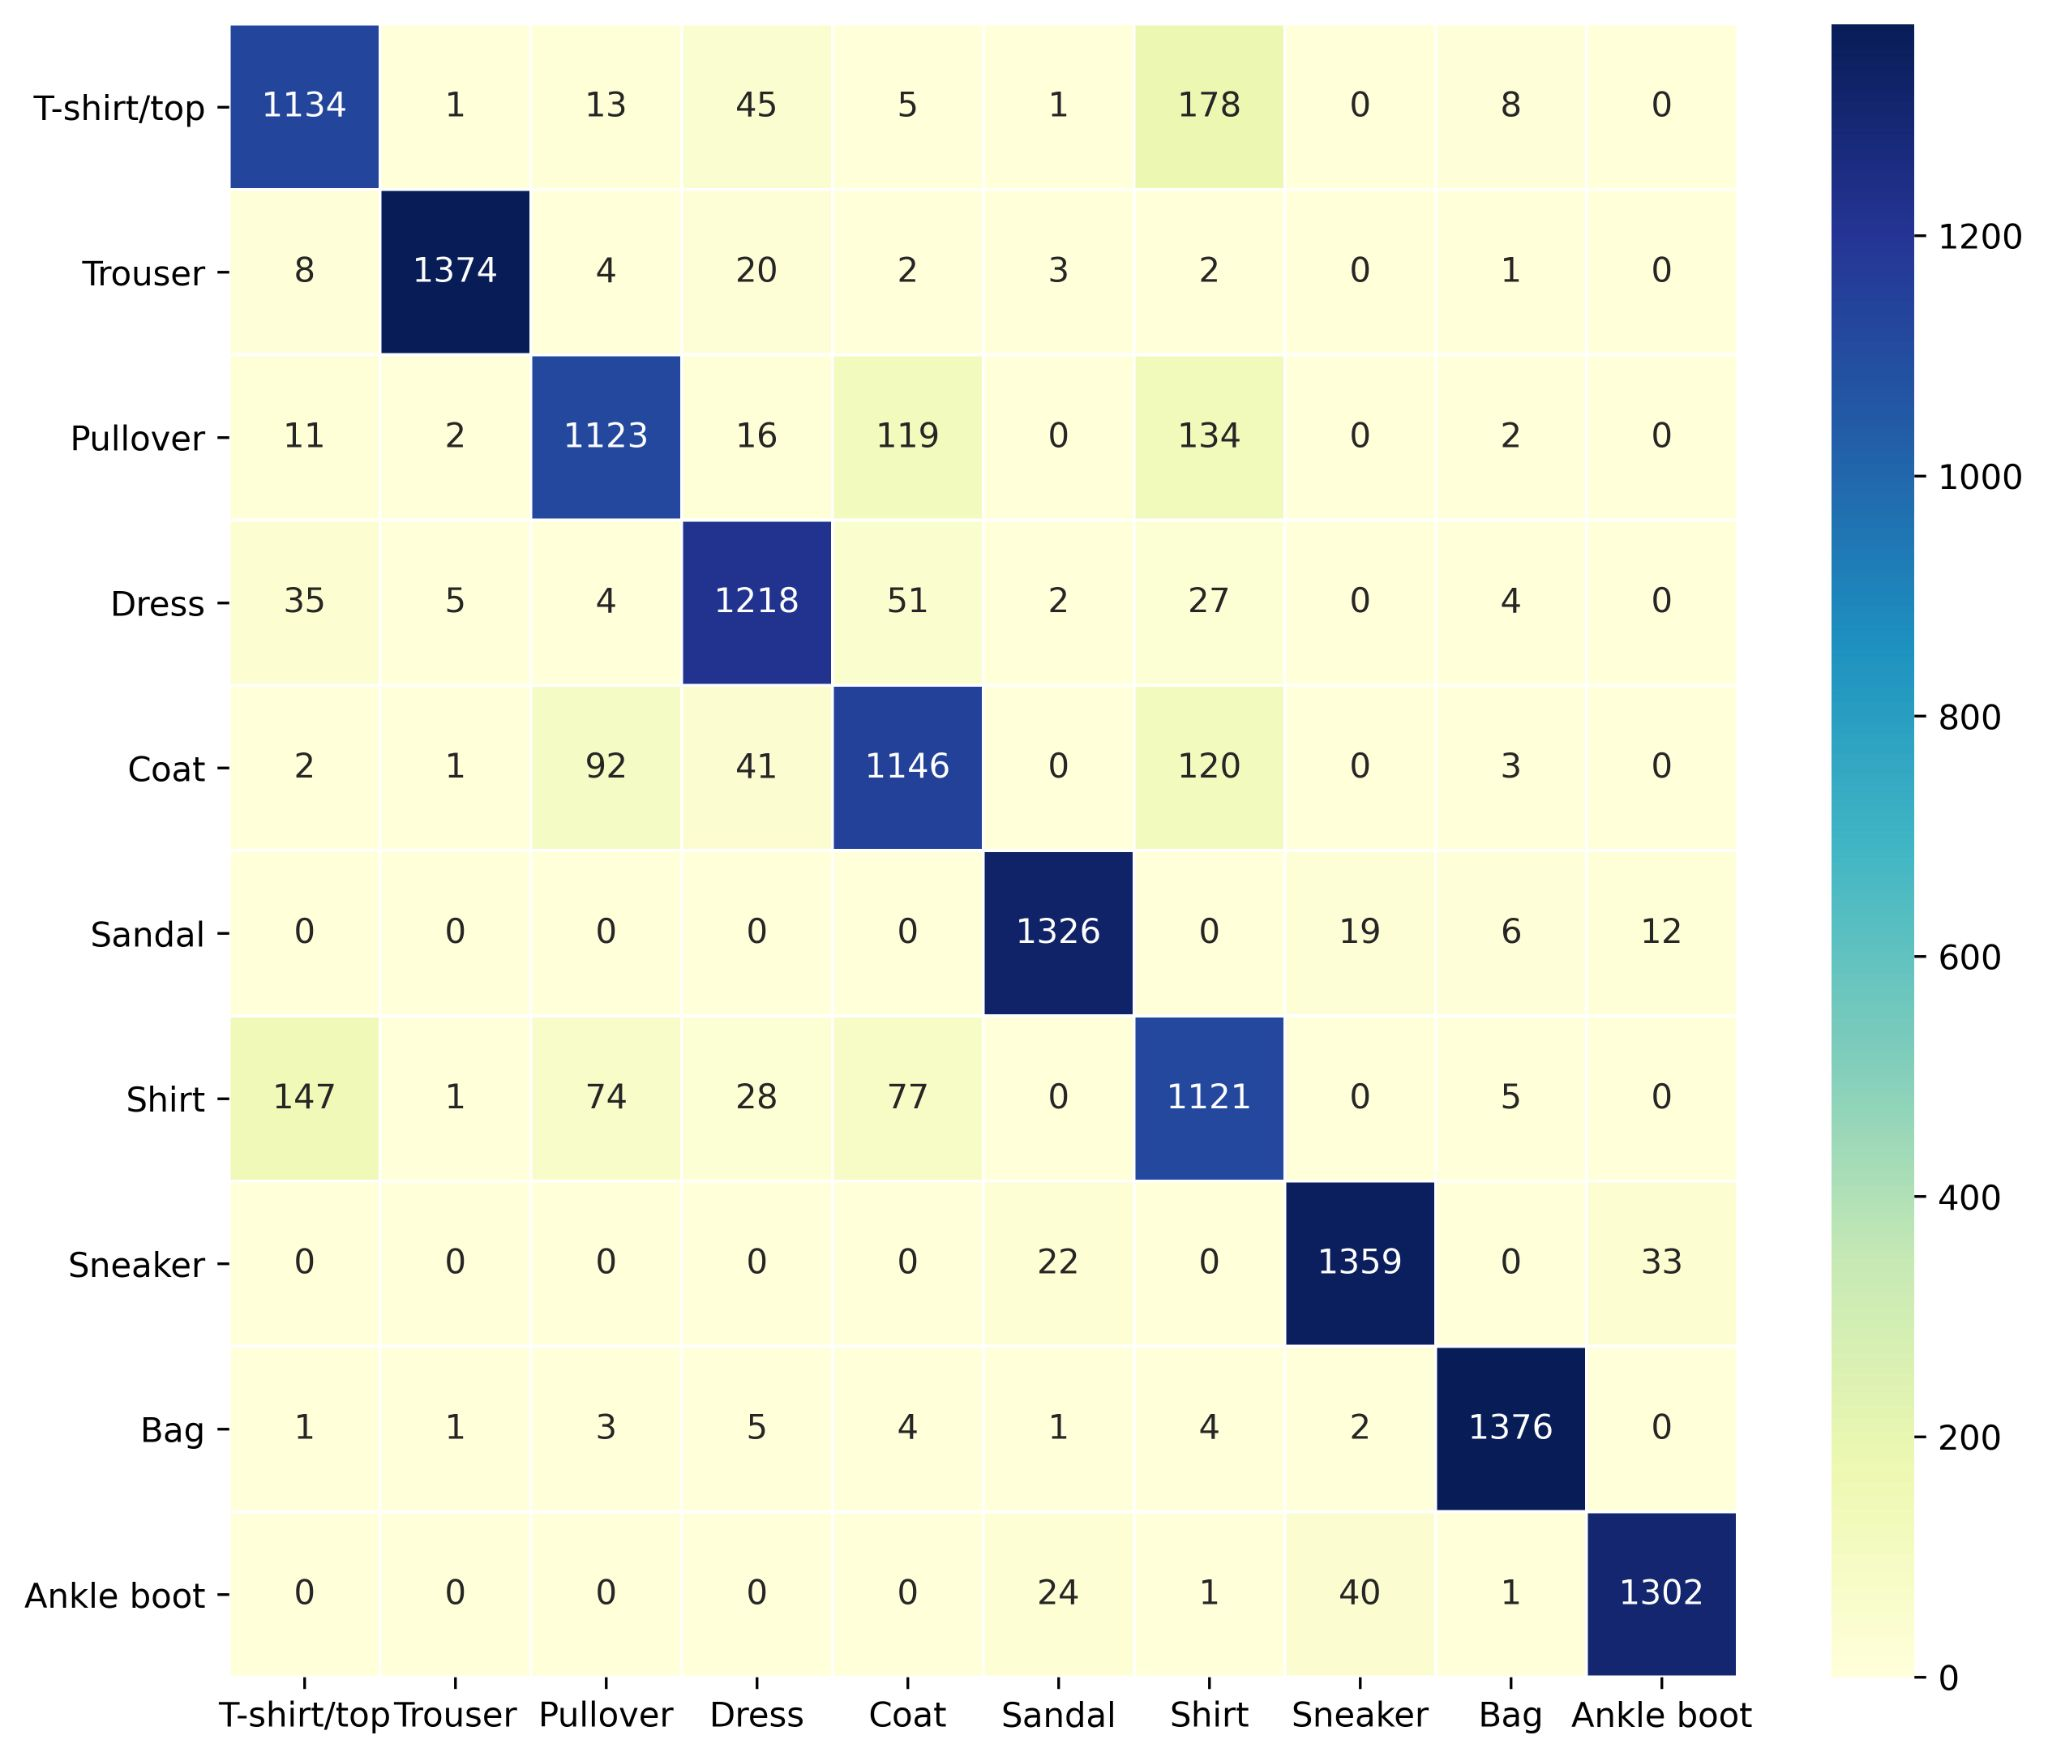 T-shirt/top 1134 1 13 45 5 1 178 0 8 0
Trouser 8 1374 4 20 2 3 2 0 1 0
1200
Pullover 11 2 1123 16 119 0 134 0 2 0
1000
Dress 35 5 4 1218 51 2 27 0 4 0
800
Coat 2 1 92 41 1146 0 120 0 3 0
Sandal 0 0 0 0 0 1326 0 19 6 12
600
Shirt 147 1 74 28 77 0 1121 0 5 0
400
Sneaker 0 0 0 0 0 22 0 1359 0 33
Bag 1 1 3 5 4 1 4 2 1376 0
200
Ankle boot 0 0 0 0 0 24 1 40 1 1302
0
T-shirt/top Trouser Pullover Dress Coat Sandal Shirt Sneaker Bag Ankle boot